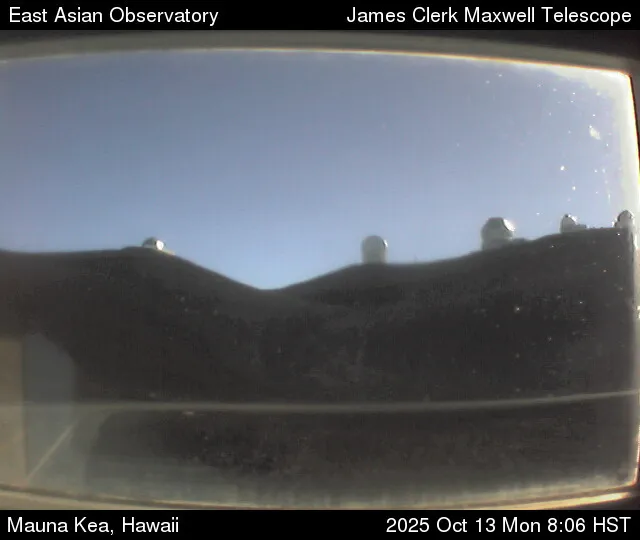 East Asian Observatory
James Clerk Maxwell Telescope
Mauna Kea, Hawaii
2025 Oct 13 Mon 8:06 HST